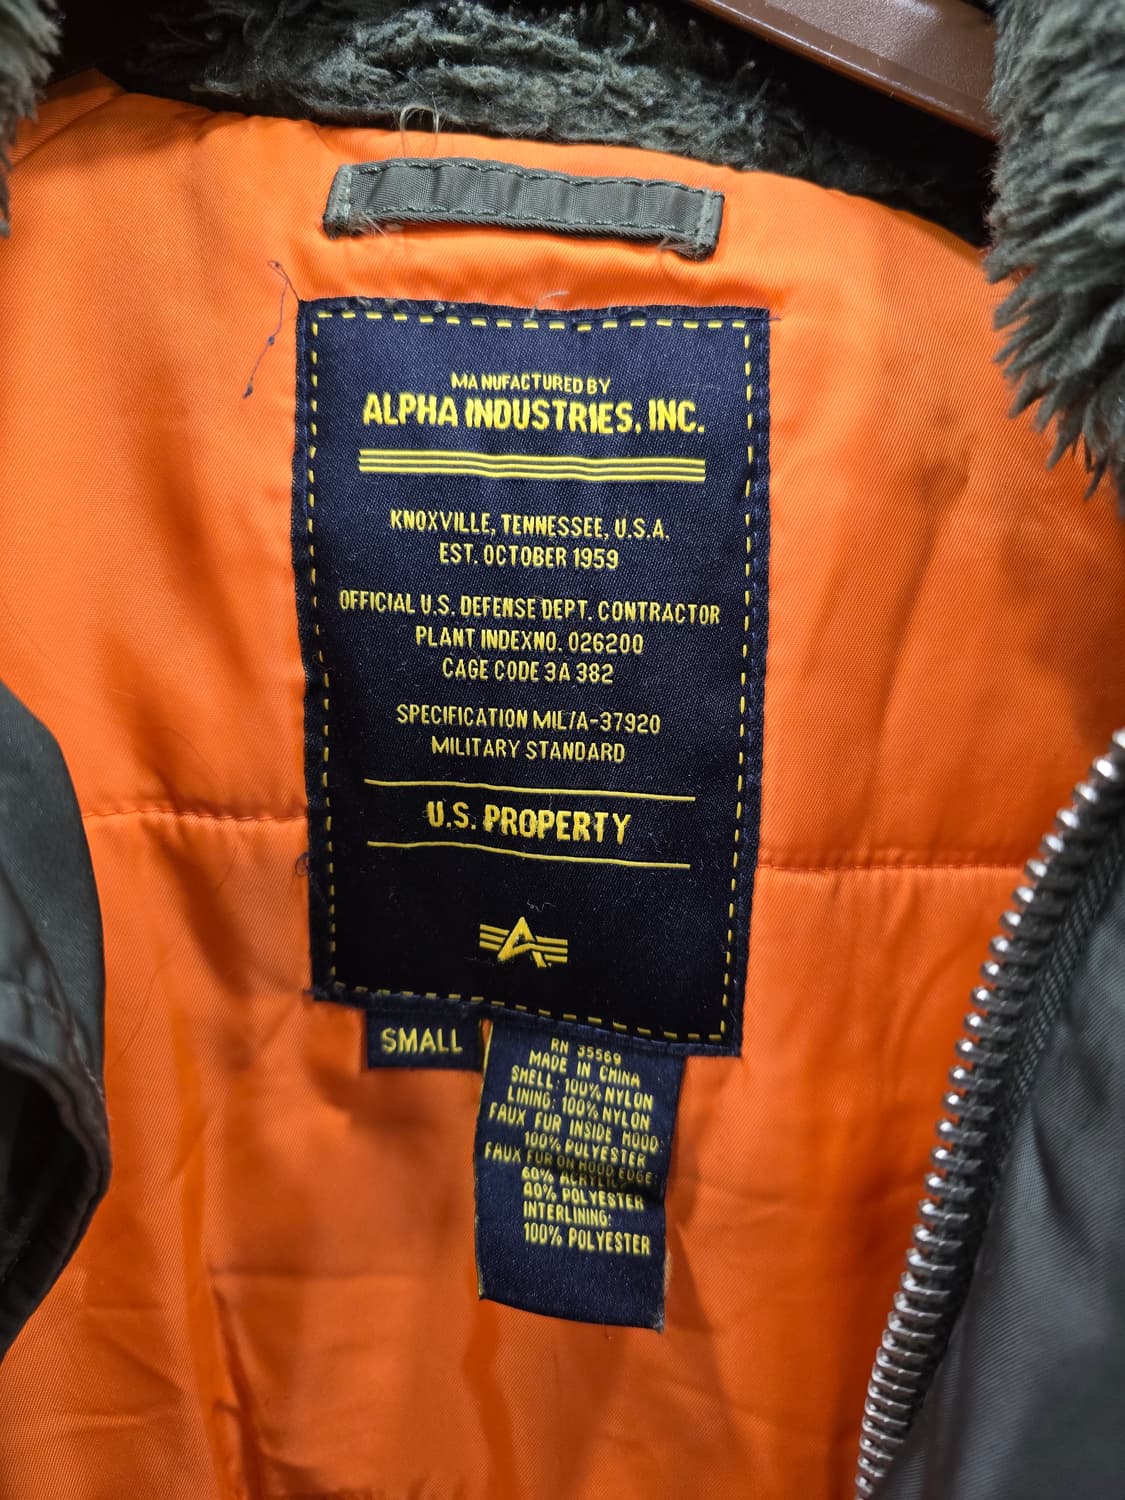 MANUFACTURED BY
ALPHA INDUSTRIES, INC.
KNOXVILLE, TENNESSEE, U.S.A.
EST. OCTOBER 1959
OFFICIAL U.S. DEFENSE DEPT. CONTRACTOR
PLANT INDEX NO. 026200
CAGE CODE 3A 382
SPECIFICATION MIL/A-37920
MILITARY STANDARD
U.S. PROPERTY
A
SMALL
RN 35569
MADE IN CHINA
SHELL: 100% NYLON
LINING: 100% NYLON
FAUX FUR INSIDE HOOD:
100% POLYESTER
FAUX FUR ON HOOD EDGE:
60% ACRYLIC
40% POLYESTER
INTERLINING:
100% POLYESTER